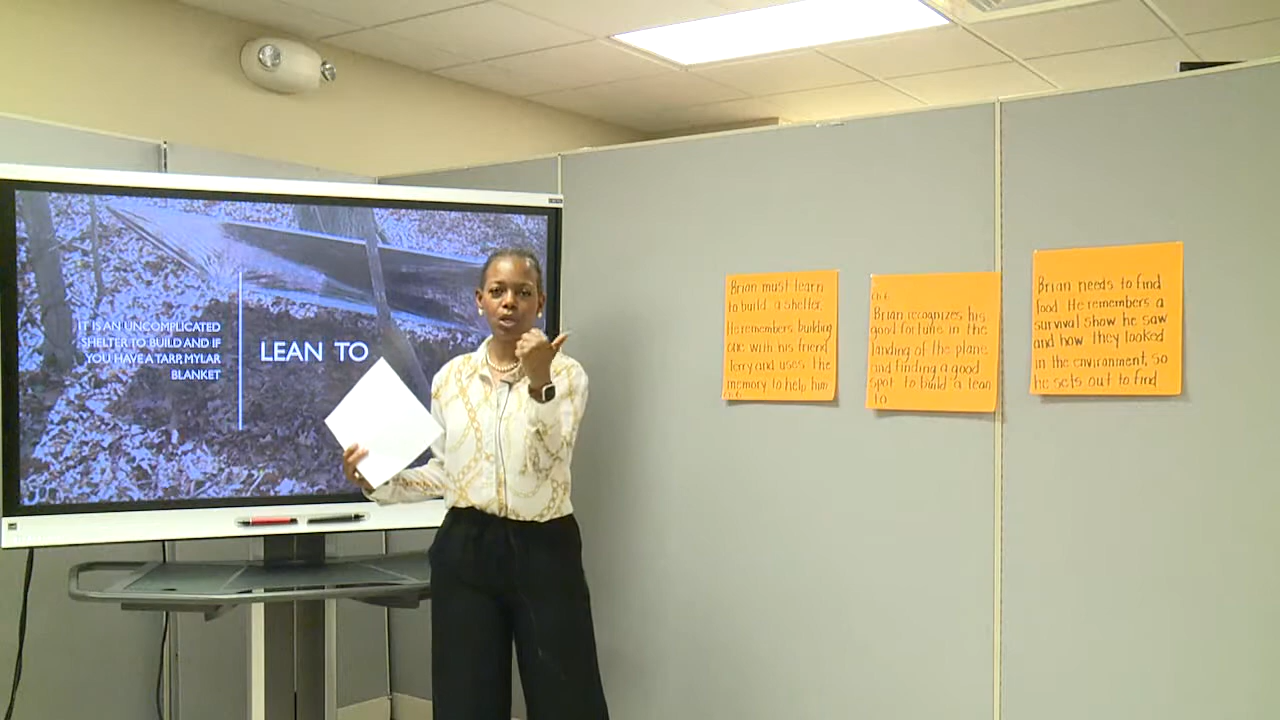 IT IS AN UNCOMPLICATED
SHELTER TO BUILD AND IF
YOU HAVE A TARP, MYLAR
BLANKET
LEAN TO
Brian must learn
to build a shelter.
He remembers building
one with his friend
Terry and uses the
memory to help him
Ch 6
Ch 6
Brian recognizes his
good fortune in the
landing of the plane
and finding a good
spot to build a lean
to
Brian needs to find
food. He remembers a
survival show he saw
and how they looked
in the environment, so
he sets out to find